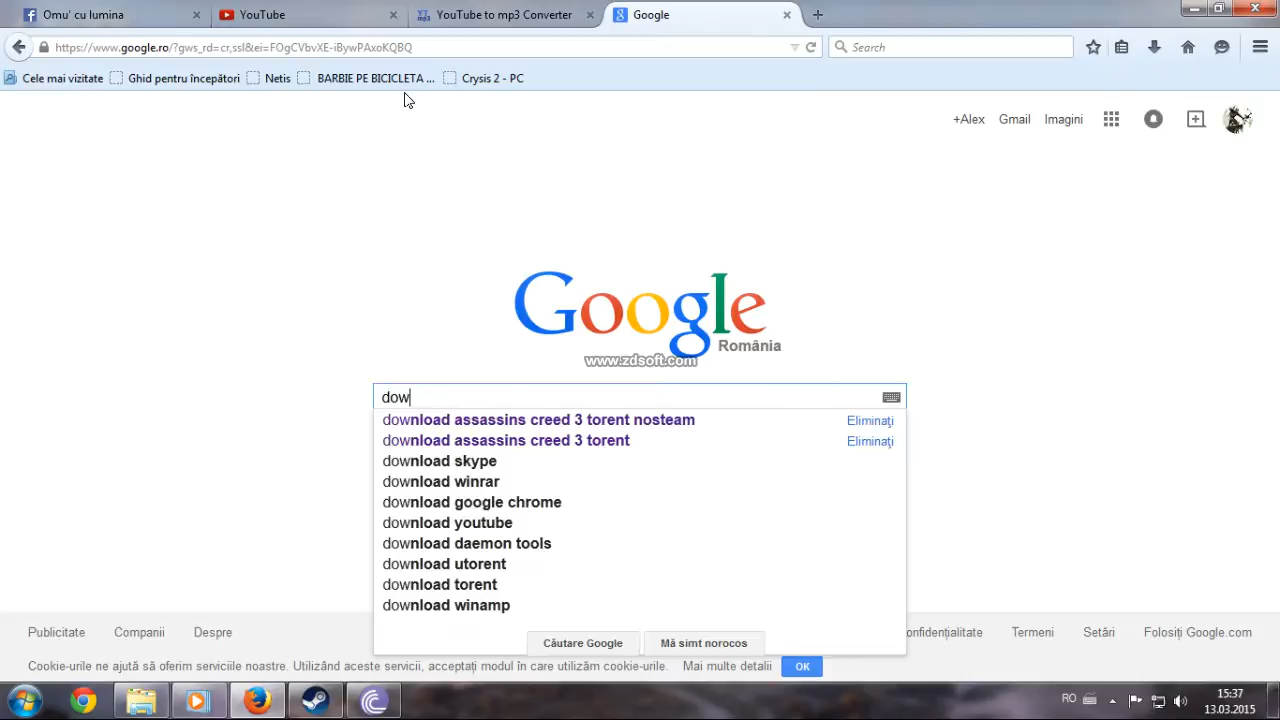 Omu' cu lumina
YouTube
YouTube to mp3 Converter
Google
https://www.google.ro/?gws_rd=cr,ssl&ei=FOgCVbvXE-iBywPAxoKQBQ
Search
Cele mai vizitate
Ghid pentru începători
Netis
BARBIE PE BICICLETA ...
Crysis 2 - PC
+Alex
Gmail
Imagini
Google
România
www.zdsoft.com
dow
download assassins creed 3 torent nosteam
Eliminaţi
download assassins creed 3 torent
Eliminaţi
download skype
download winrar
download google chrome
download youtube
download daemon tools
download utorent
download torent
download winamp
Căutare Google
Mă simt norocos
Publicitate
Companii
Despre
onfidențialitate
Termeni
Setări
Folosiți Google.com
Cookie-urile ne ajută să oferim serviciile noastre. Utilizând aceste servicii, acceptați modul în care utilizăm cookie-urile.
Mai multe detalii
OK
RO
15:37
13.03.2015